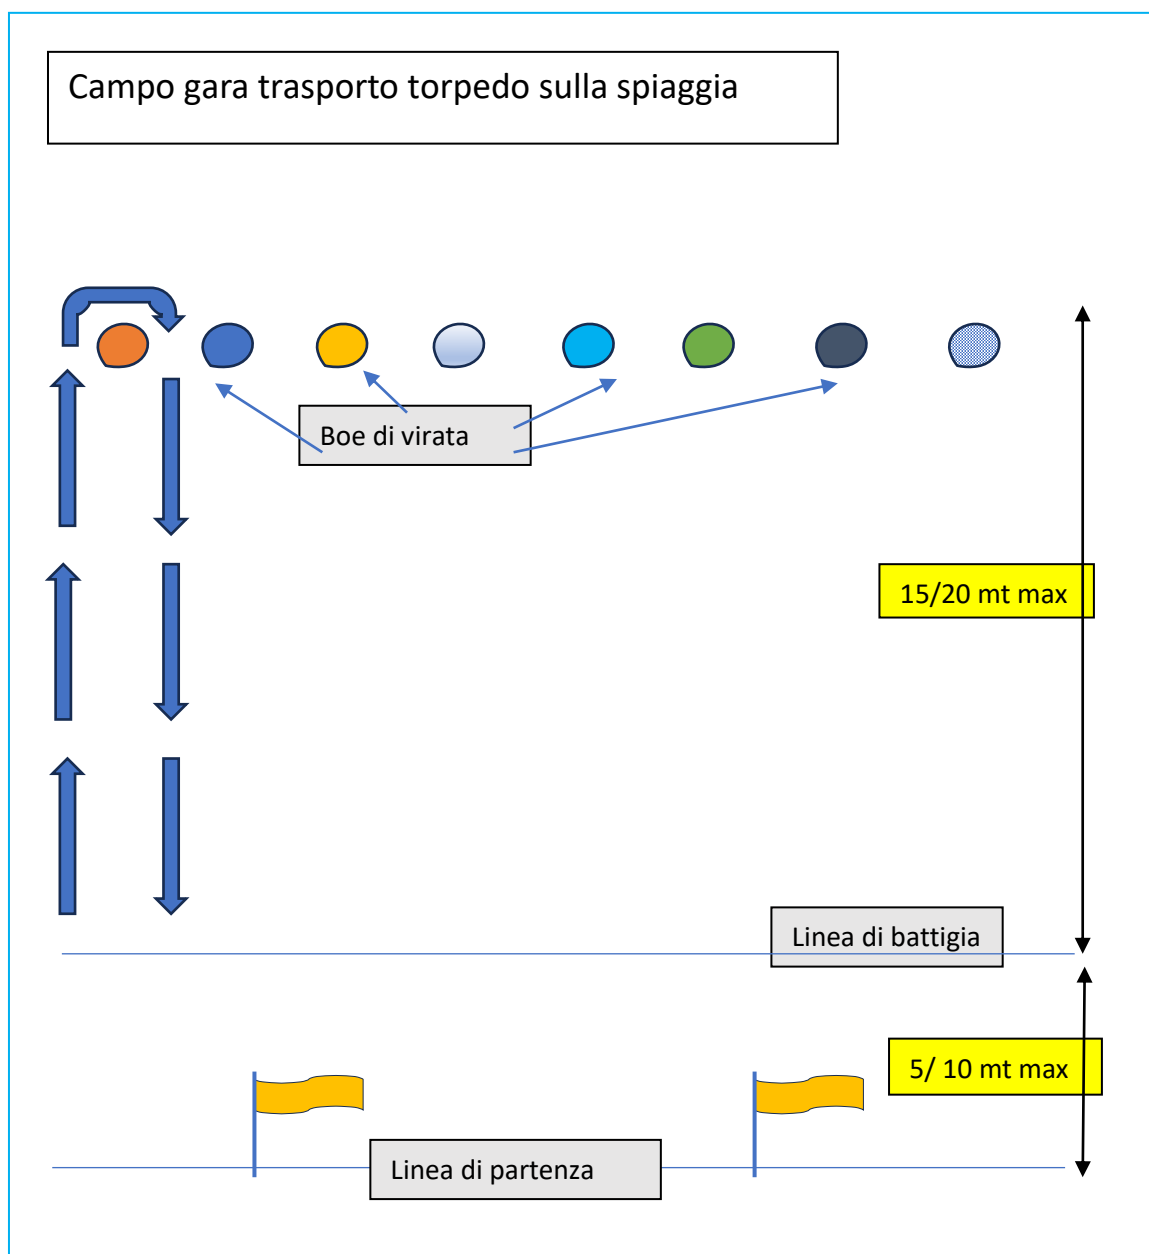 Campo gara trasporto torpedo sulla spiaggia
Boe di virata
15/20 mt max
Linea di battigia
5/ 10 mt max
Linea di partenza